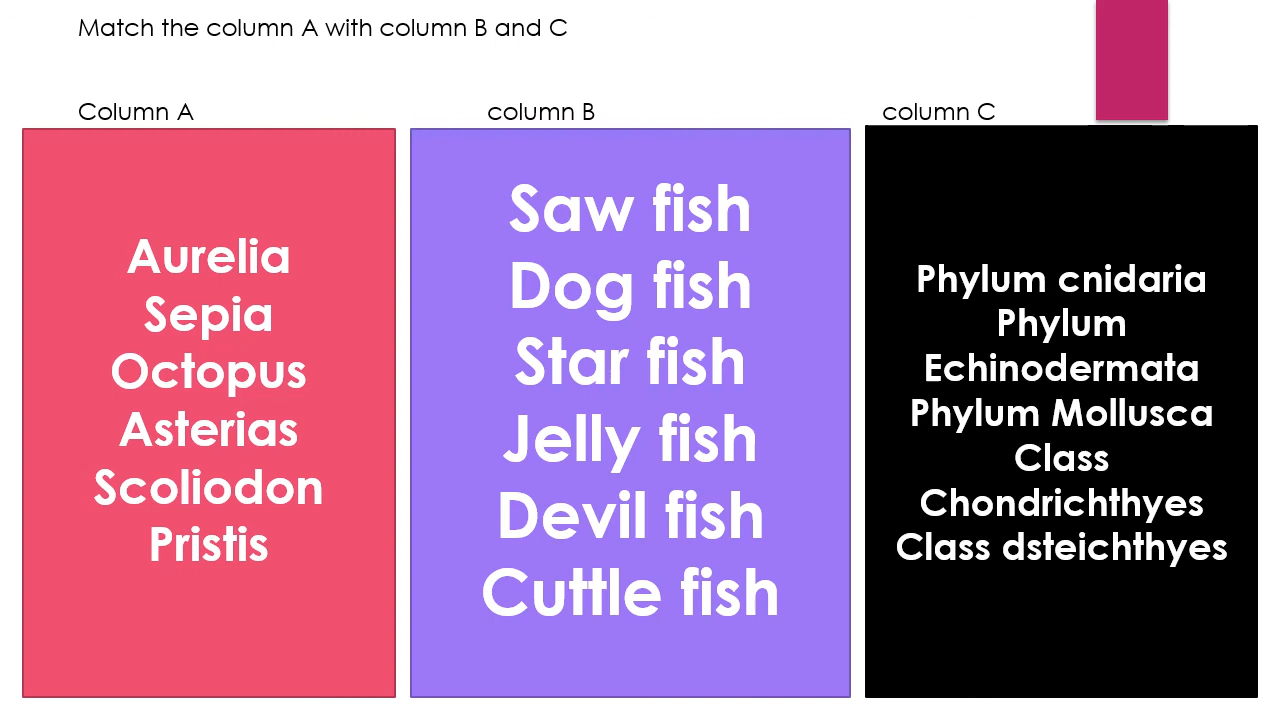 Match the column A with column B and C
Column A
column B
column C
Aurelia
Sepia
Octopus
Asterias
Scoliodon
Pristis
Saw fish
Dog fish
Star fish
Jelly fish
Devil fish
Cuttle fish
Phylum cnidaria
Phylum
Echinodermata
Phylum Mollusca
Class
Chondrichthyes
Class dsteichthyes